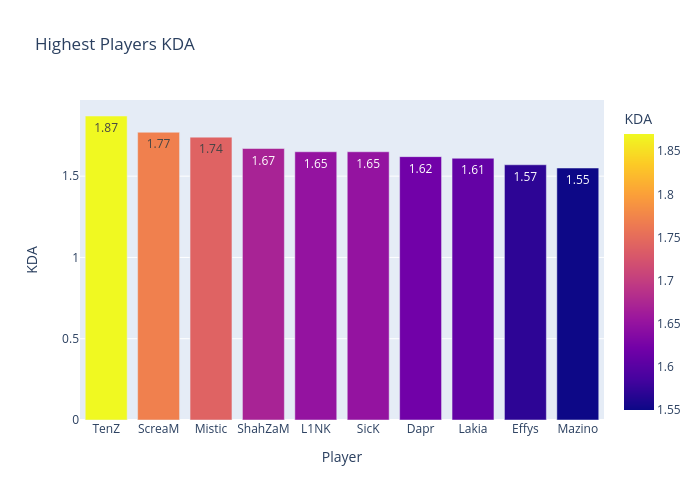 Highest Players KDA
KDA
1.87
1.77
1.74
1.67
1.65
1.65
1.62
1.61
1.57
1.55
1.5
1
0.5
0
KDA
TenZ
ScreaM
Mistic
ShahZaM
L1NK
SicK
Dapr
Lakia
Effys
Mazino
Player
1.85
1.8
1.75
1.7
1.65
1.6
1.55